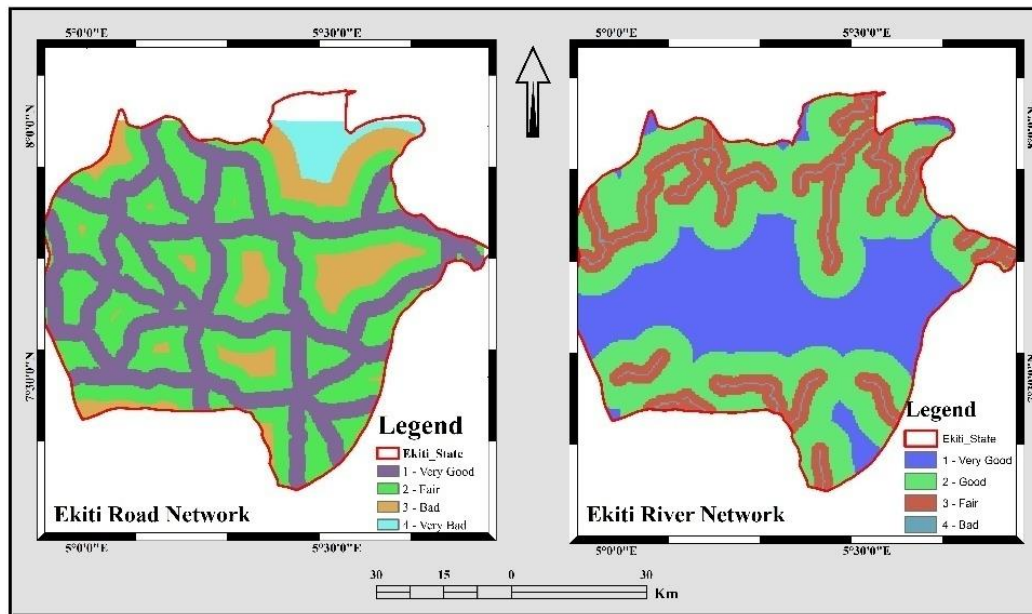 5°0'0"E
5°30'0"E
8°0'0"N
7°30'0"N
Legend
Ekiti_State
1 - Very Good
2 - Fair
3 - Bad
4 - Very Bad
Ekiti Road Network
5°0'0"E
5°30'0"E
5°0'0"E
5°30'0"E
Legend
Ekiti_State
1 - Very Good
2 - Good
3 - Fair
4 - Bad
Ekiti River Network
5°0'0"E
5°30'0"E
30 15 0 30
Km